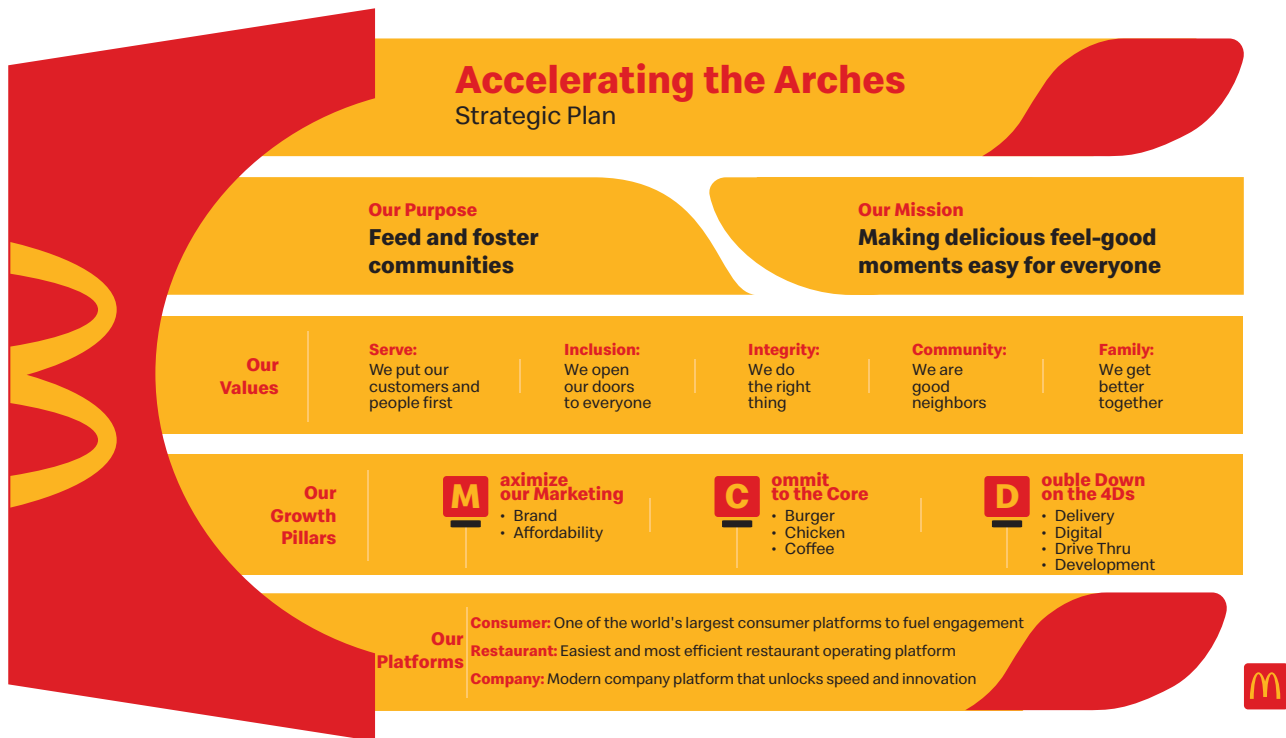 Accelerating the Arches
Strategic Plan
Our Purpose
Feed and foster
communities
Our Mission
Making delicious feel-good
moments easy for everyone
Our
Values
Serve:
We put our
customers and
people first
Inclusion:
We open
our doors
to everyone
Integrity:
We do
the right
thing
Community:
We are
good
neighbors
Family:
We get
better
together
Our
Growth
Pillars
Maximize
our Marketing
• Brand
• Affordability
Commit
to the Core
• Burger
• Chicken
• Coffee
Double Down
on the 4Ds
• Delivery
• Digital
• Drive Thru
• Development
Our
Platforms
Consumer: One of the world's largest consumer platforms to fuel engagement
Restaurant: Easiest and most efficient restaurant operating platform
Company: Modern company platform that unlocks speed and innovation